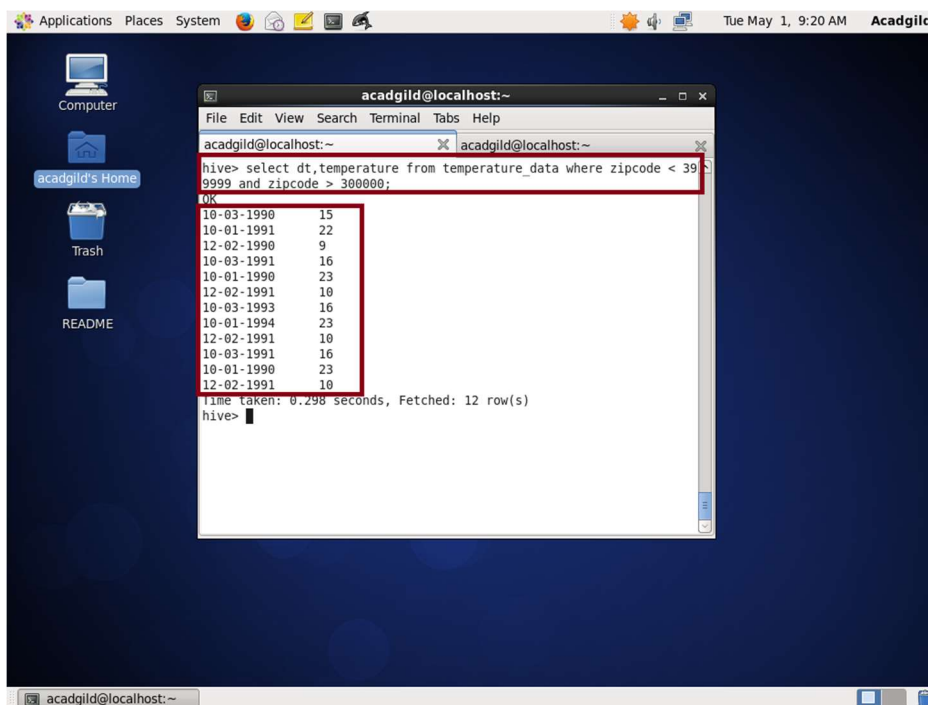 Applications Places System
Tue May 1, 9:20 AM Acadgild
Computer
acadgild's Home
Trash
README
acadgild@localhost:~
File Edit View Search Terminal Tabs Help
acadgild@localhost:~ acadgild@localhost:~
hive> select dt,temperature from temperature_data where zipcode < 39
9999 and zipcode > 300000;
OK
10-03-1990 15
10-01-1991 22
12-02-1990 9
10-03-1991 16
10-01-1990 23
12-02-1991 10
10-03-1993 16
10-01-1994 23
12-02-1991 10
10-03-1991 16
10-01-1990 23
12-02-1991 10
Time taken: 0.298 seconds, Fetched: 12 row(s)
hive>
acadgild@localhost:~